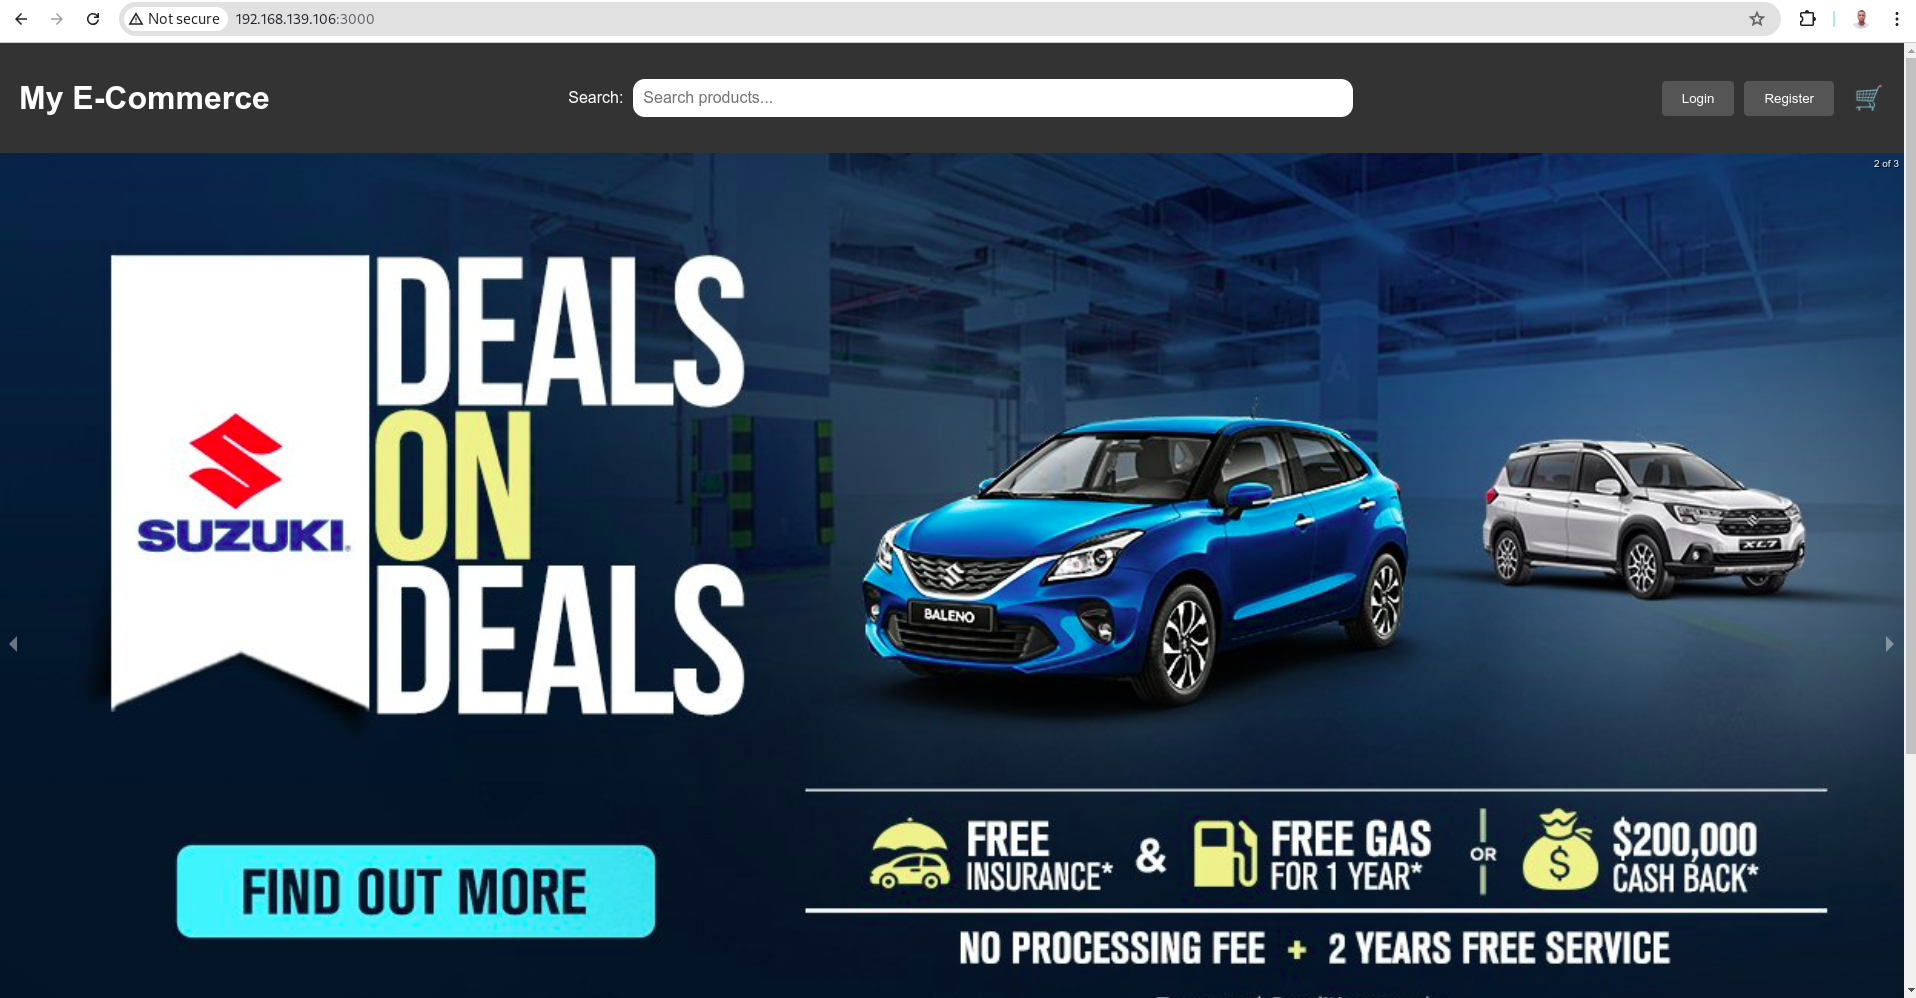 Not secure 192.168.139.106:3000
My E-Commerce
Search: Search products...
Login
Register
2 of 3
DEALS
ON
DEALS
SUZUKI
BALENO
XL7
A
FREE
INSURANCE*
&
FREE GAS
FOR 1 YEAR*
OR
$
$200,000
CASH BACK*
FIND OUT MORE
NO PROCESSING FEE + 2 YEARS FREE SERVICE